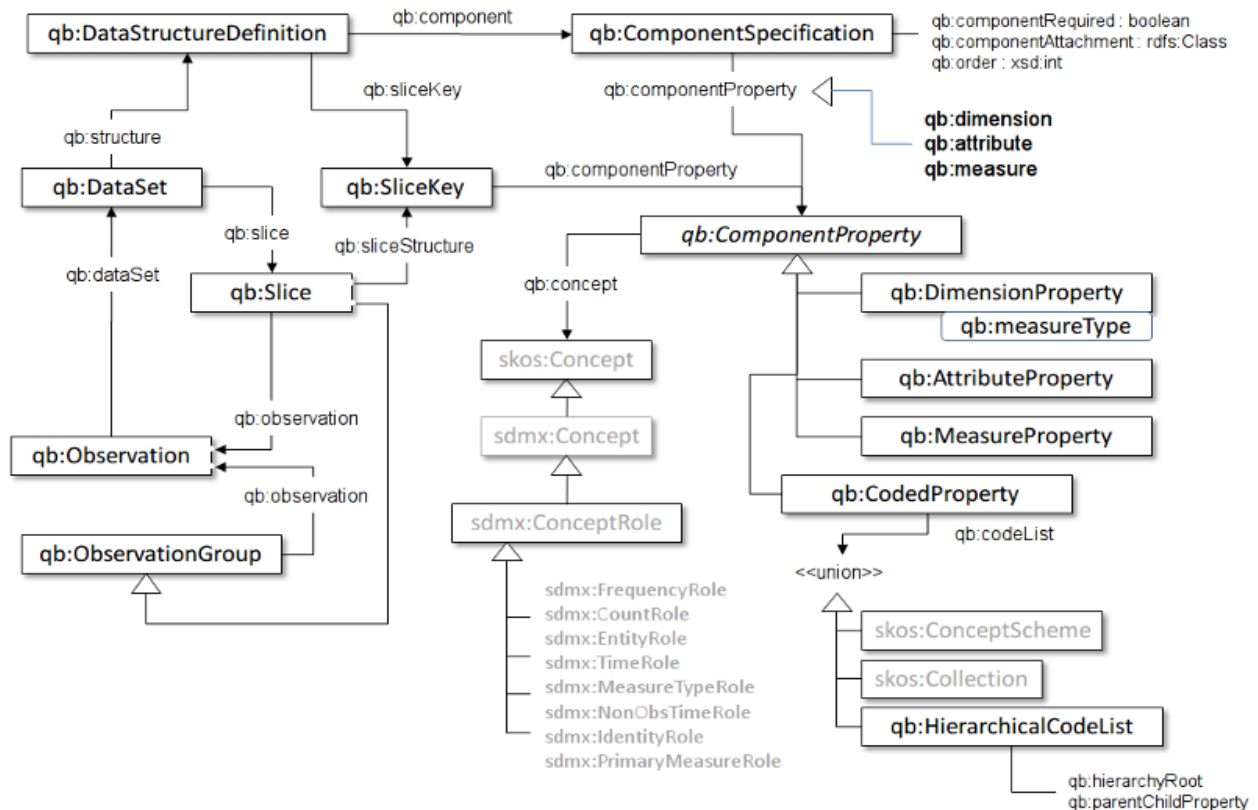 qb:component
qb:DataStructureDefinition
qb:ComponentSpecification
qb:componentRequired : boolean
qb:componentAttachment : rdfs:Class
qb:order : xsd:int
qb:sliceKey
qb:componentProperty
qb:dimension
qb:attribute
qb:measure
qb:structure
qb:DataSet
qb:SliceKey
qb:componentProperty
qb:slice
qb:sliceStructure
qb:ComponentProperty
qb:dataSet
qb:Slice
qb:concept
qb:DimensionProperty
qb:measureType
skos:Concept
qb:AttributeProperty
qb:observation
sdmx:Concept
qb:MeasureProperty
qb:Observation
qb:observation
qb:CodedProperty
sdmx:ConceptRole
qb:codeList
qb:ObservationGroup
<<union>>
sdmx:FrequencyRole
sdmx:CountRole
sdmx:EntityRole
sdmx:TimeRole
sdmx:MeasureTypeRole
sdmx:NonObsTimeRole
sdmx:IdentityRole
sdmx:PrimaryMeasureRole
skos:ConceptScheme
skos:Collection
qb:HierarchicalCodeList
qb:hierarchyRoot
qb:parentChildProperty